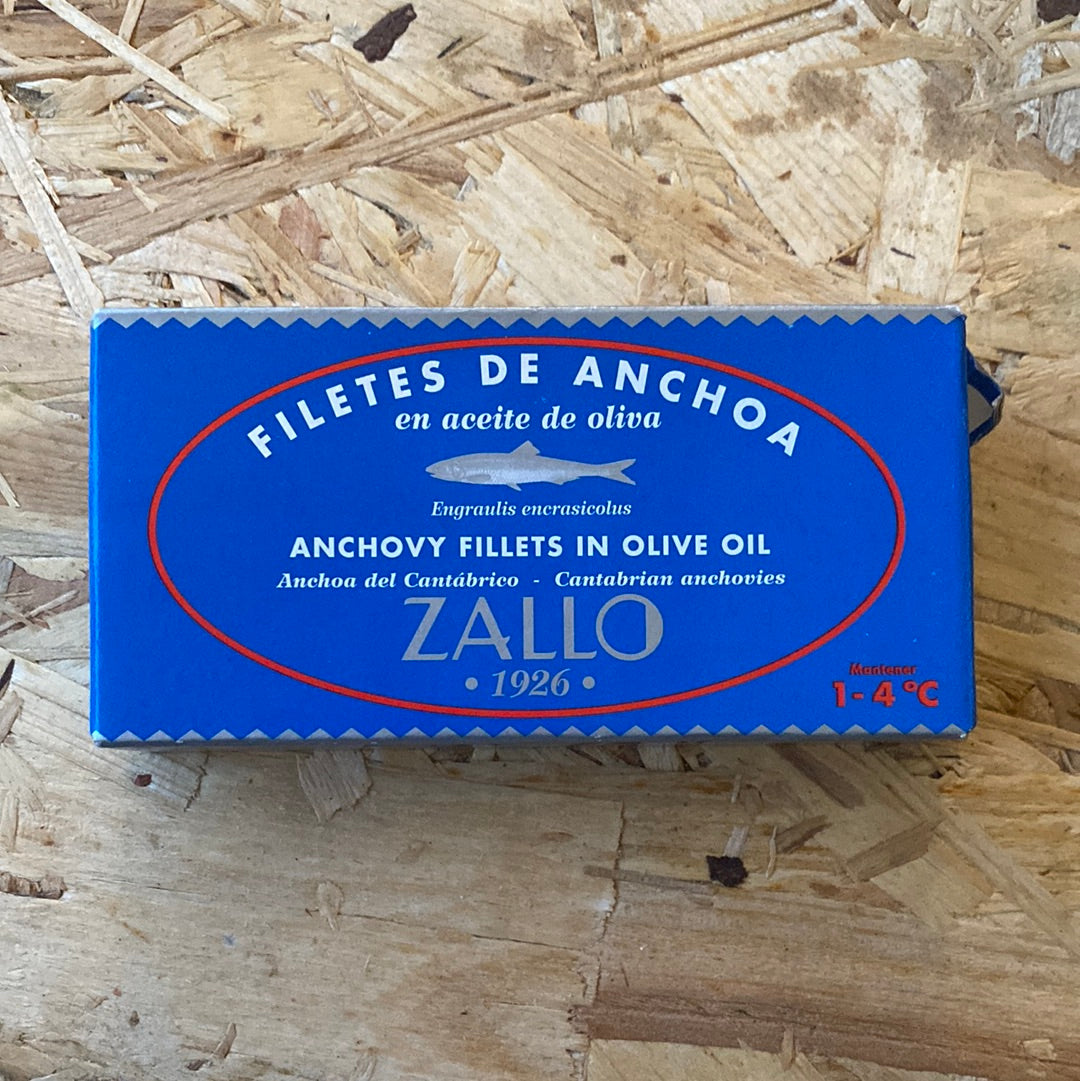 FILETES DE ANCHOA
en aceite de oliva
Engraulis encrasicolus
ANCHOVY FILLETS IN OLIVE OIL
Anchoa del Cantábrico - Cantabrian anchovies
ZALLO
• 1926 •
Mantener
1-4 ºC